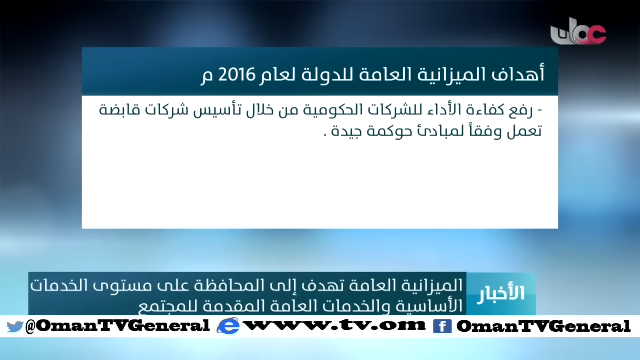 عمان
أهداف الميزانية العامة للدولة لعام 2016 م
- رفع كفاءة الأداء للشركات الحكومية من خلال تأسيس شركات قابضة
تعمل وفقاً لمبادئ حوكمة جيدة .
الأخبار
الميزانية العامة تهدف إلى المحافظة على مستوى الخدمات
الأساسية والخدمات العامة المقدمة للمجتمع
@OmanTVGeneral www.tv.om OmanTVGeneral